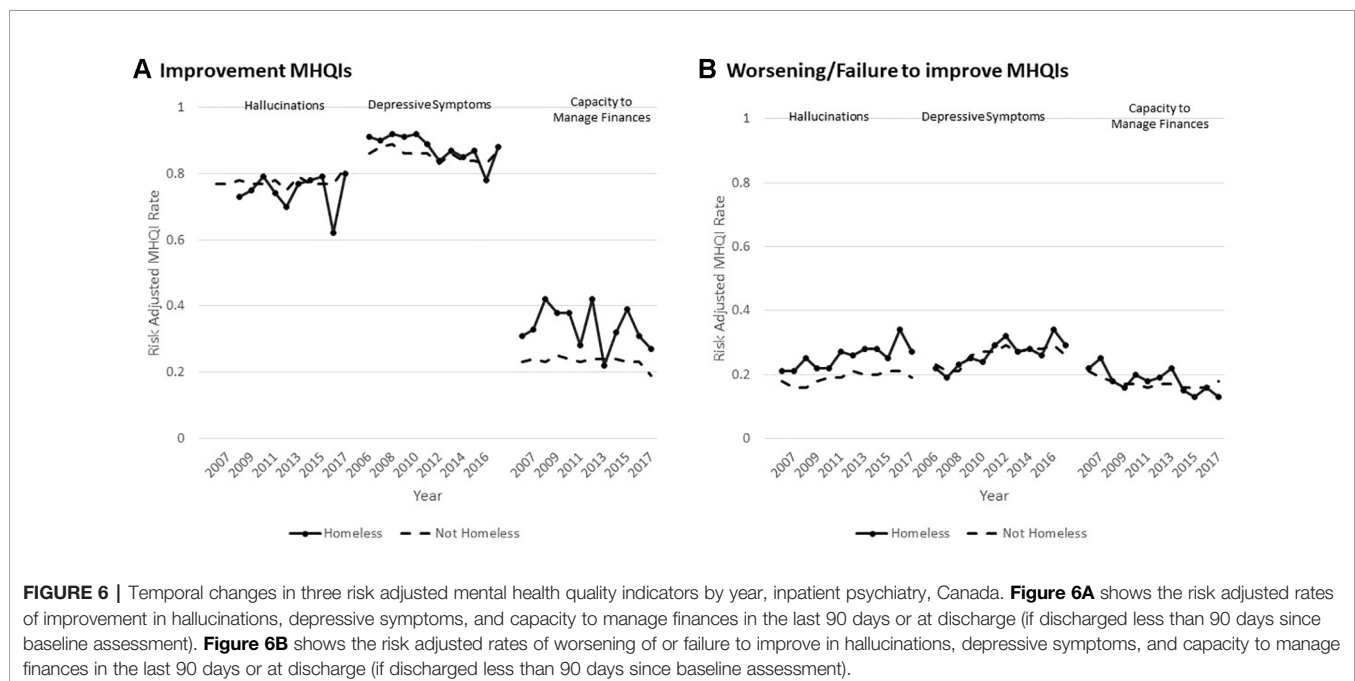 A Improvement MHQIs
Hallucinations
Depressive Symptoms
Capacity to
Manage Finances
Risk Adjusted MHQI Rate
1
0.8
0.6
0.4
0.2
0
2007 2009 2011 2013 2015 2017 2006 2008 2010 2012 2014 2016 2007 2009 2011 2013 2015 2017
Year
Homeless Not Homeless
B Worsening/Failure to improve MHQIs
Hallucinations
Depressive Symptoms
Capacity to
Manage Finances
Risk Adjusted MHQI Rate
1
0.8
0.6
0.4
0.2
0
2007 2009 2011 2013 2015 2017 2006 2008 2010 2012 2014 2016 2007 2009 2011 2013 2015 2017
Year
Homeless Not Homeless
FIGURE 6 | Temporal changes in three risk adjusted mental health quality indicators by year, inpatient psychiatry, Canada. Figure 6A shows the risk adjusted rates
of improvement in hallucinations, depressive symptoms, and capacity to manage finances in the last 90 days or at discharge (if discharged less than 90 days since
baseline assessment). Figure 6B shows the risk adjusted rates of worsening of or failure to improve in hallucinations, depressive symptoms, and capacity to manage
finances in the last 90 days or at discharge (if discharged less than 90 days since baseline assessment).